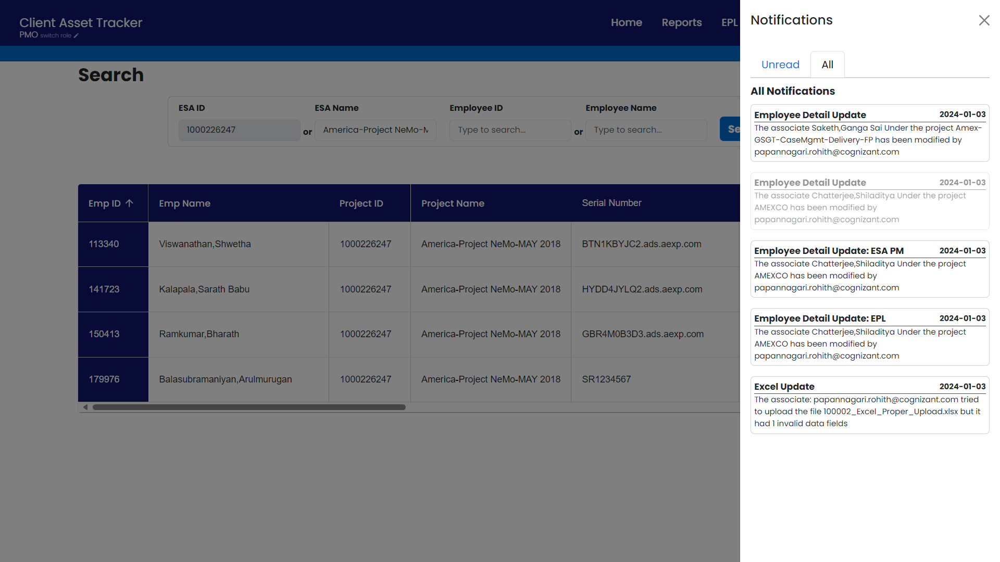 Client Asset Tracker
PMO switch role
Home Reports EPL
Search
ESA ID ESA Name Employee ID Employee Name
1000226247 or America-Project NeMo-M Type to search... or Type to search... Se
Emp ID Emp Name Project ID Project Name Serial Number
113340 Viswanathan,Shwetha 1000226247 America-Project NeMo-MAY 2018 BTN1KBYJC2.ads.aexp.com
141723 Kalapala,Sarath Babu 1000226247 America-Project NeMo-MAY 2018 HYDD4JYLQ2.ads.aexp.com
150413 Ramkumar,Bharath 1000226247 America-Project NeMo-MAY 2018 GBR4M0B3D3.ads.aexp.com
179976 Balasubramaniyan,Arulmurugan 1000226247 America-Project NeMo-MAY 2018 SR1234567
Notifications
Unread All
All Notifications
Employee Detail Update 2024-01-03
The associate Saketh,Ganga Sai Under the project Amex-
GSGT-CaseMgmt-Delivery-FP has been modified by
papannagari.rohith@cognizant.com
Employee Detail Update 2024-01-03
The associate Chatterjee,Shiladitya Under the project
AMEXCO has been modified by
papannagari.rohith@cognizant.com
Employee Detail Update: ESA PM 2024-01-03
The associate Chatterjee,Shiladitya Under the project
AMEXCO has been modified by
papannagari.rohith@cognizant.com
Employee Detail Update: EPL 2024-01-03
The associate Chatterjee,Shiladitya Under the project
AMEXCO has been modified by
papannagari.rohith@cognizant.com
Excel Update 2024-01-03
The associate: papannagari.rohith@cognizant.com tried
to upload the file 100002_Excel_Proper_Upload.xlsx but it
had 1 invalid data fields